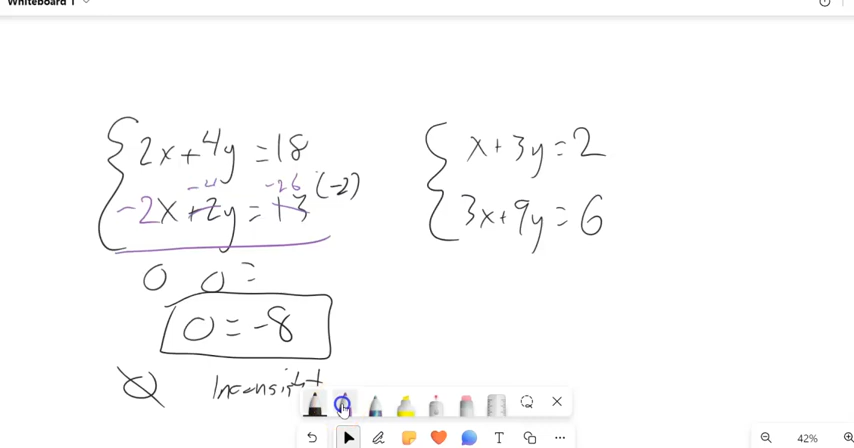 Whiteboard 1
2x+4y=18
-4 -26 (-2)
-2x+2y=13
0 0 =
0=-8
Inconsistent
x+3y=2
3x+9y=6
T
42%